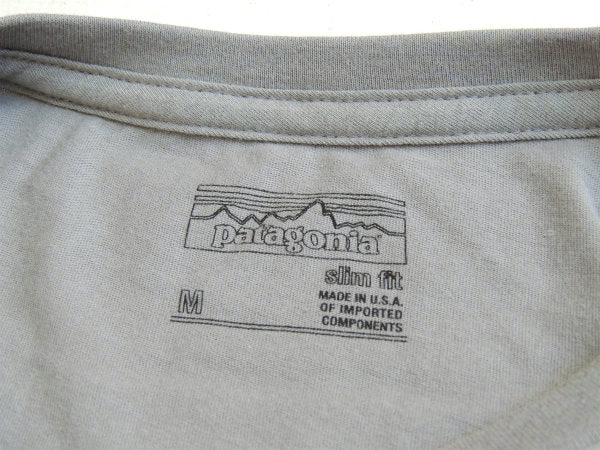 patagonia
slim fit
M
MADE IN U.S.A.
OF IMPORTED
COMPONENTS